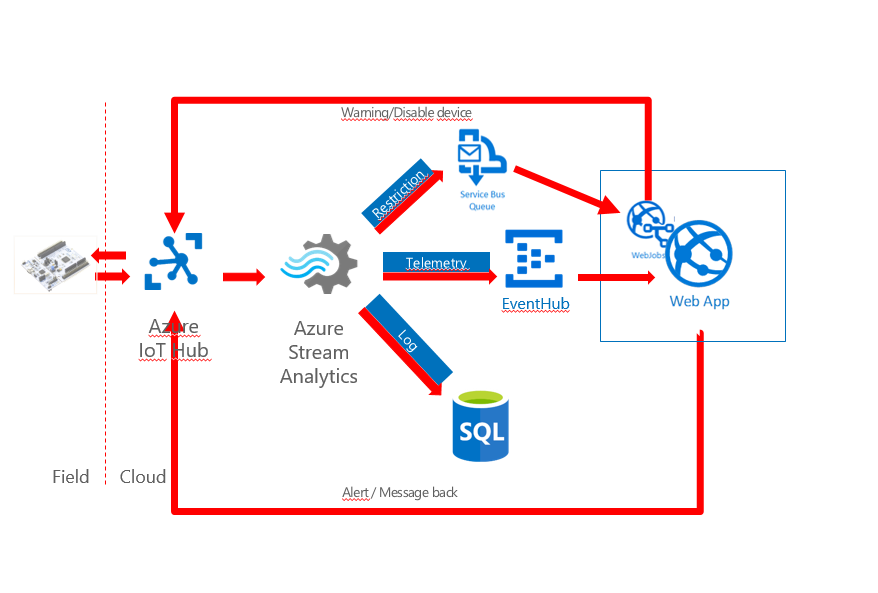 Warning/Disable device
Restriction
Service Bus
Queue
WebJobs
Web App
Telemetry
EventHub
Azure
IoT Hub
Azure
Stream
Analytics
Log
SQL
Field
Cloud
Alert / Message back